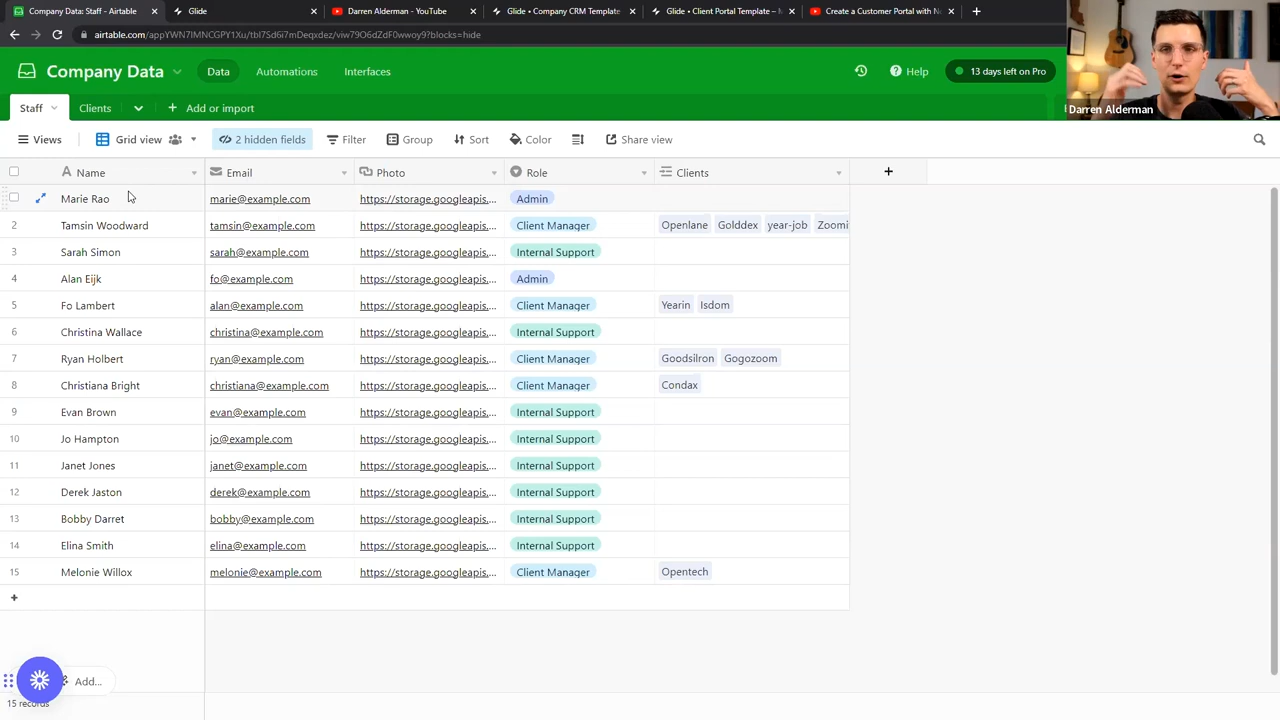 Company Data: Staff - Airtable
Glide
Darren Alderman - YouTube
Glide • Company CRM Template
Glide • Client Portal Template –
Create a Customer Portal with N
airtable.com/appYWN7IMNCGPY1Xu/tbl7Sd6i7mDeqxdez/viw79O6dZdF0wwoy9?blocks=hide
Company Data
Data
Automations
Interfaces
Help
13 days left on Pro
Darren Alderman
Staff
Clients
Add or import
Views
Grid view
2 hidden fields
Filter
Group
Sort
Color
Share view
Name Email Photo Role Clients
Marie Rao marie@example.com https://storage.googleapis.... Admin
2 Tamsin Woodward tamsin@example.com https://storage.googleapis.... Client Manager Openlane Golddex year-job Zoomi
3 Sarah Simon sarah@example.com https://storage.googleapis.... Internal Support
4 Alan Eijk fo@example.com https://storage.googleapis.... Admin
5 Fo Lambert alan@example.com https://storage.googleapis.... Client Manager Yearin Isdom
6 Christina Wallace christina@example.com https://storage.googleapis.... Internal Support
7 Ryan Holbert ryan@example.com https://storage.googleapis.... Client Manager Goodsilron Gogozoom
8 Christiana Bright christiana@example.com https://storage.googleapis.... Client Manager Condax
9 Evan Brown evan@example.com https://storage.googleapis.... Internal Support
10 Jo Hampton jo@example.com https://storage.googleapis.... Internal Support
11 Janet Jones janet@example.com https://storage.googleapis.... Internal Support
12 Derek Jaston derek@example.com https://storage.googleapis.... Internal Support
13 Bobby Darret bobby@example.com https://storage.googleapis.... Internal Support
14 Elina Smith elina@example.com https://storage.googleapis.... Internal Support
15 Melonie Willox melonie@example.com https://storage.googleapis.... Client Manager Opentech
Add...
15 records